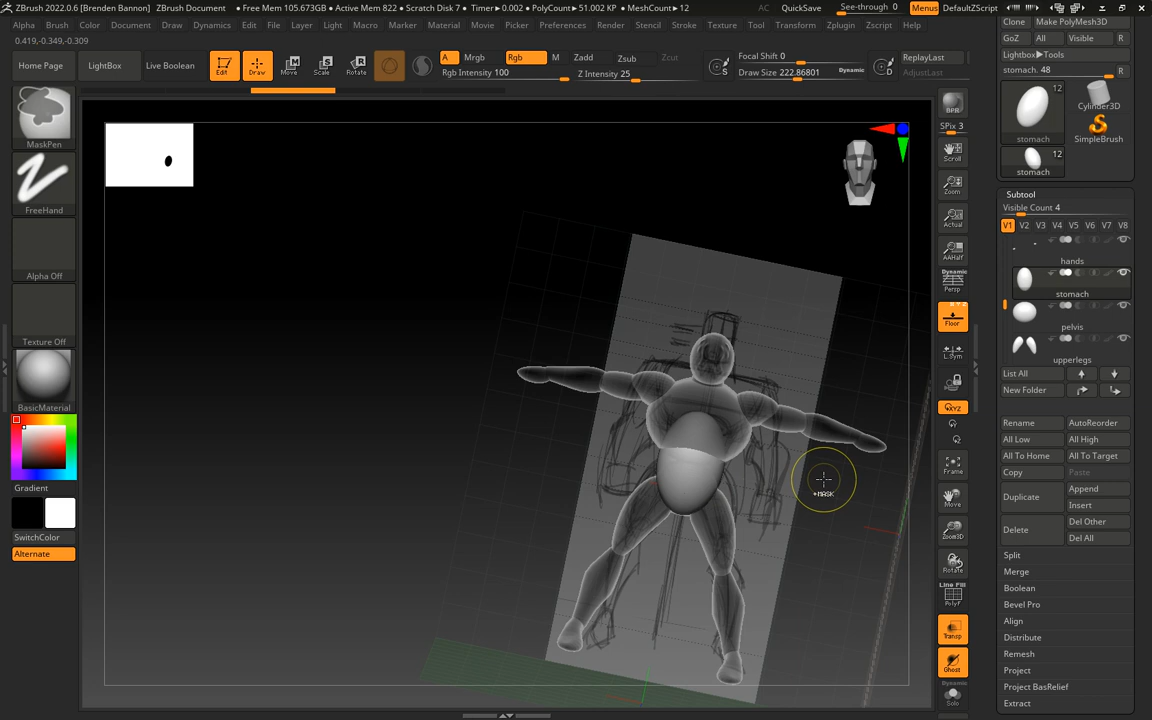 ZBrush 2022.0.6 [Brenden Bannon] ZBrush Document • Free Mem 105.673GB • Active Mem 822 • Scratch Disk 7 • Timer▶0.002 • PolyCount▶51.002 KP • MeshCount▶12 AC QuickSave See-through 0 Menus DefaultZScript
Alpha Brush Color Document Draw Dynamics Edit File Layer Light Macro Marker Material Movie Picker Preferences Render Stencil Stroke Texture Tool Transform Zplugin Zscript Help
0.419,-0.349,-0.309
Home Page LightBox Live Boolean Edit Draw Move Scale Rotate
A Mrgb Rgb M Zadd Zsub Zcut
Rgb Intensity 100 Z Intensity 25
Focal Shift 0
Draw Size 222.86801 Dynamic
S
D
ReplayLast
AdjustLast
MaskPen
FreeHand
Alpha Off
Texture Off
BasicMaterial
Gradient
SwitchColor
Alternate
+MASK
BPR
SPix 3
Scroll
Zoom
Actual
AAHalf
Dynamic
Persp
Floor
L.Sym
XYZ
Frame
Move
Zoom3D
Rotate
Line Fill
PolyF
Transp
Ghost
Dynamic
Solo
Clone Make PolyMesh3D
GoZ All Visible R
Lightbox▶Tools
stomach. 48 R
12
stomach
Cylinder3D
SimpleBrush
12
stomach
Subtool
Visible Count 4
V1 V2 V3 V4 V5 V6 V7 V8
hands
stomach
pelvis
upperlegs
List All
New Folder
Rename AutoReorder
All Low All High
All To Home All To Target
Copy Paste
Duplicate Append
Insert
Delete Del Other
Del All
Split
Merge
Boolean
Bevel Pro
Align
Distribute
Remesh
Project
Project BasRelief
Extract